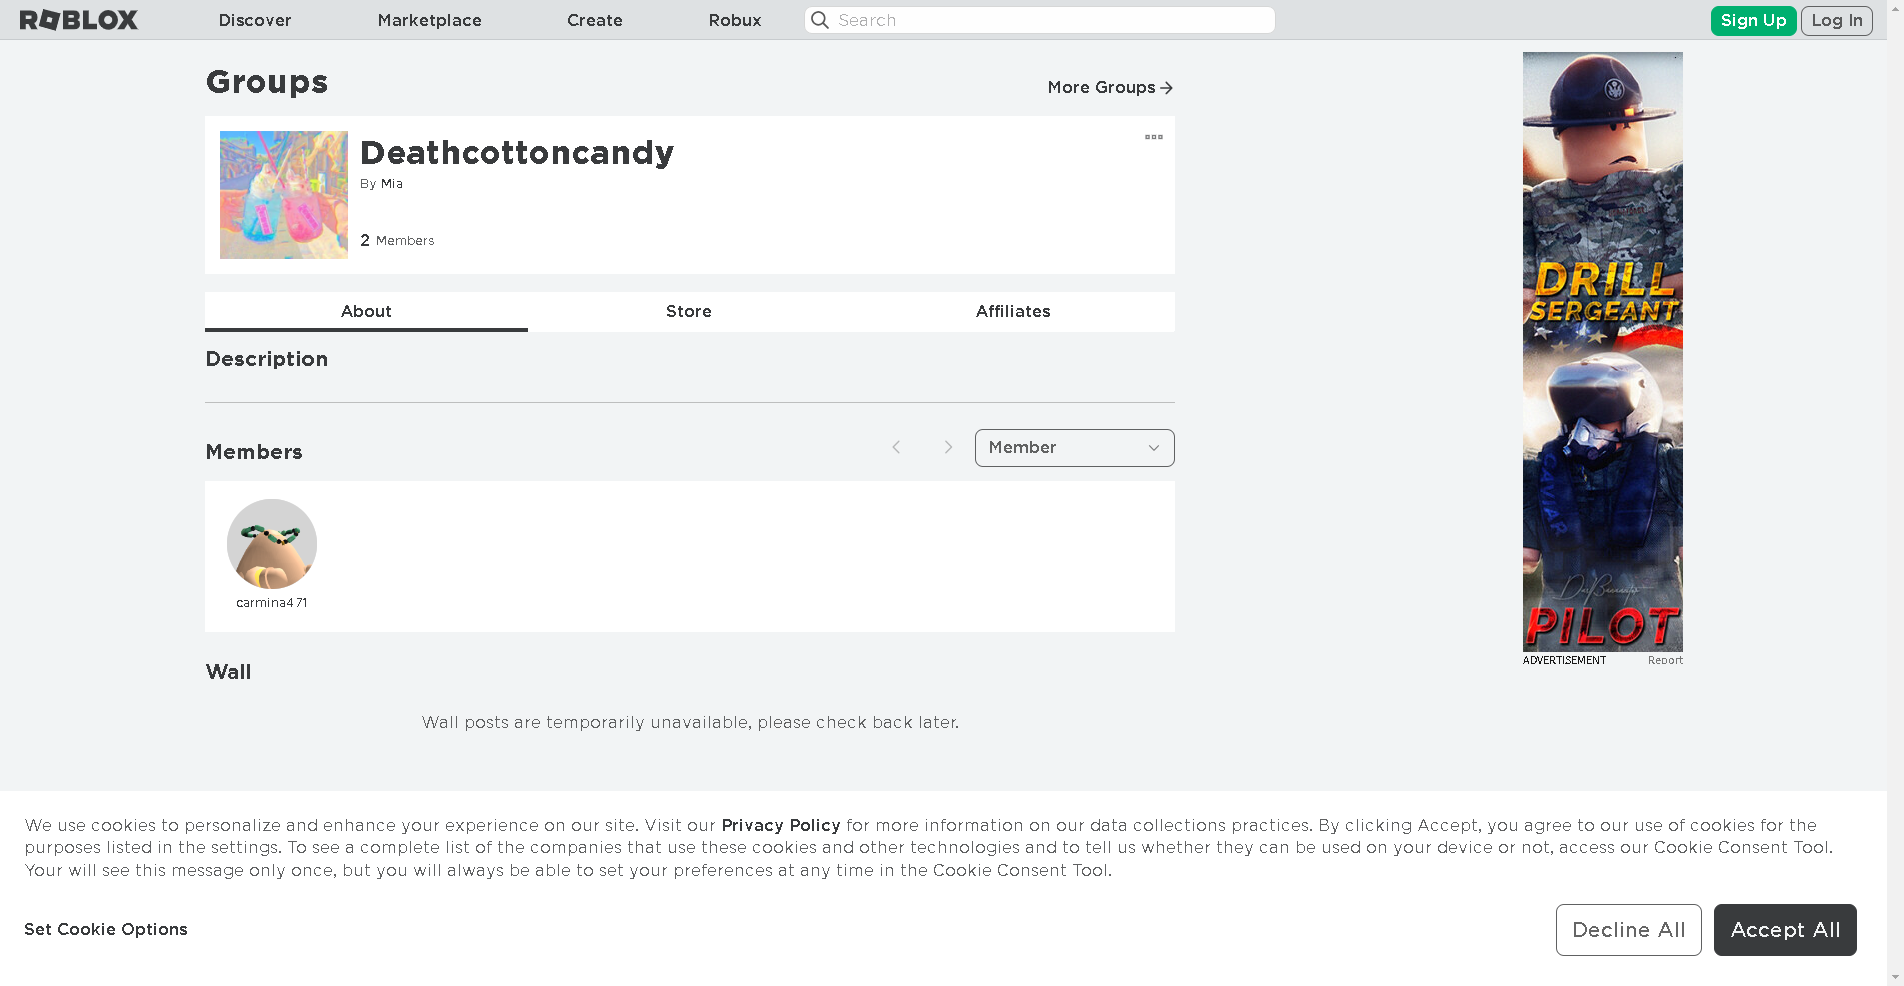 ROBLOX
Discover
Marketplace
Create
Robux
Search
Sign Up
Log In
Groups
More Groups
Deathcottoncandy
By Mia
2 Members
About
Store
Affiliates
Description
Members
Member
carmina471
Wall
Wall posts are temporarily unavailable, please check back later.
DRILL
SERGEANT
CAVIAR
PILOT
ADVERTISEMENT
Report
We use cookies to personalize and enhance your experience on our site. Visit our Privacy Policy for more information on our data collections practices. By clicking Accept, you agree to our use of cookies for the
purposes listed in the settings. To see a complete list of the companies that use these cookies and other technologies and to tell us whether they can be used on your device or not, access our Cookie Consent Tool.
Your will see this message only once, but you will always be able to set your preferences at any time in the Cookie Consent Tool.
Set Cookie Options
Decline All
Accept All